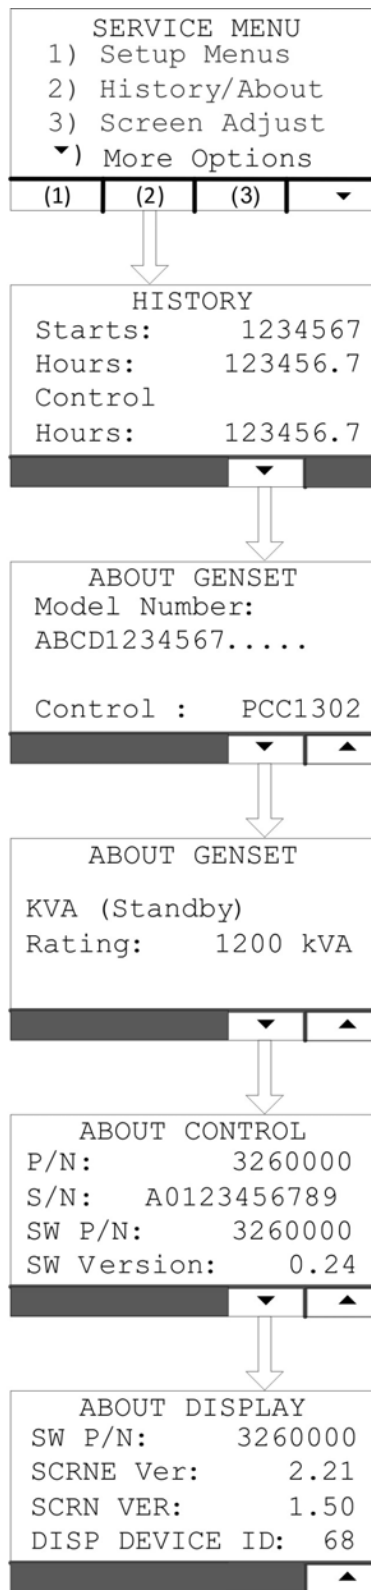 SERVICE MENU
1) Setup Menus
2) History/About
3) Screen Adjust
▼) More Options
(1) (2) (3) ▼
HISTORY
Starts: 1234567
Hours: 123456.7
Control
Hours: 123456.7
▼
ABOUT GENSET
Model Number:
ABCD1234567.....
Control : PCC1302
▼ ▲
ABOUT GENSET
KVA (Standby)
Rating: 1200 kVA
▼ ▲
ABOUT CONTROL
P/N: 3260000
S/N: A0123456789
SW P/N: 3260000
SW Version: 0.24
▼ ▲
ABOUT DISPLAY
SW P/N: 3260000
SCRNE Ver: 2.21
SCRN VER: 1.50
DISP DEVICE ID: 68
▲